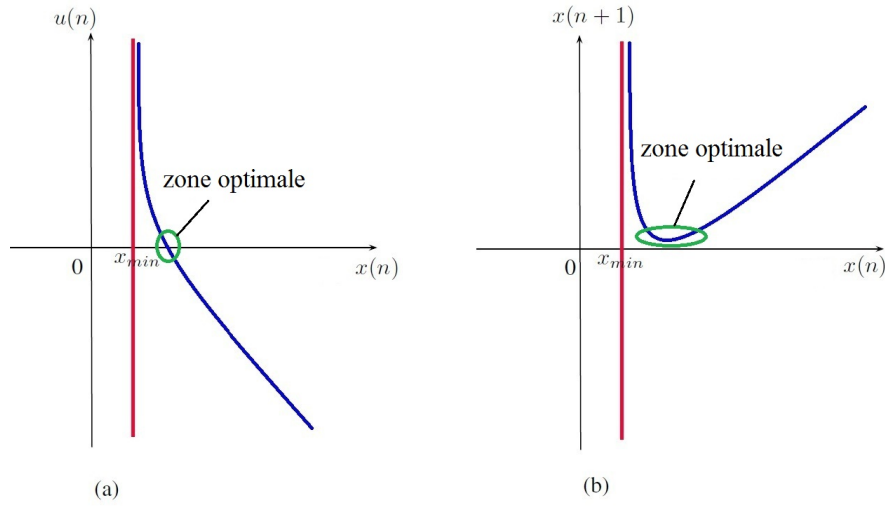 u(n)
zone optimale
0
x_min
x(n)
(a)
x(n + 1)
zone optimale
0
x_min
x(n)
(b)